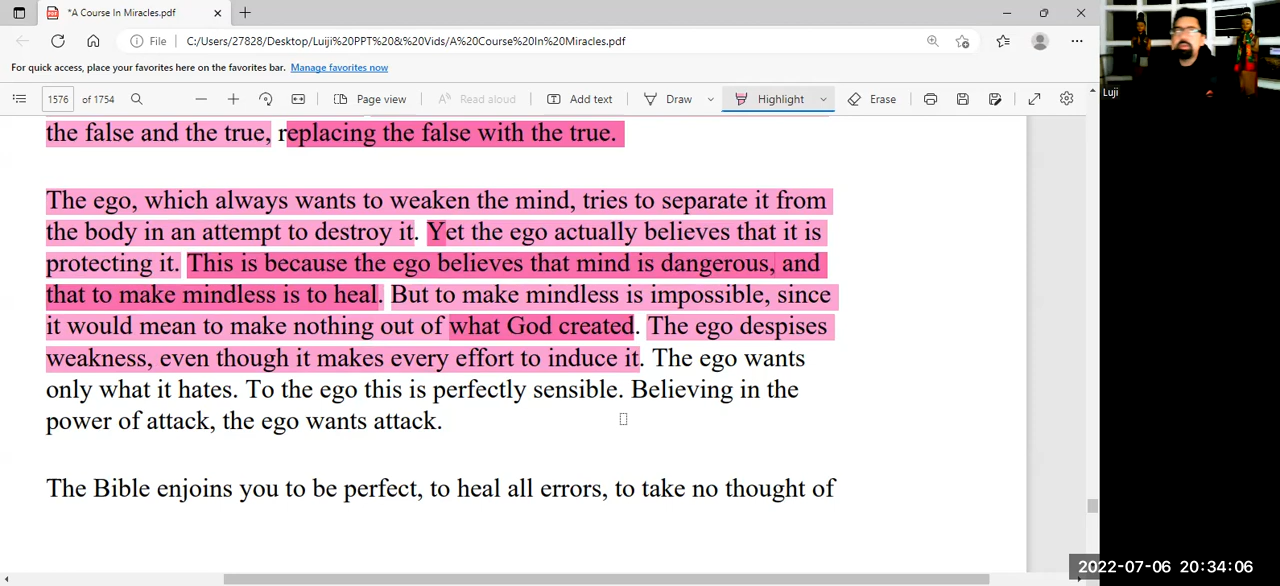 *A Course In Miracles.pdf
File
C:/Users/27828/Desktop/Luiji%20PPT%20&%20Vids/A%20Course%20In%20Miracles.pdf
For quick access, place your favorites here on the favorites bar. Manage favorites now
1576 of 1754
Page view
Read aloud
Add text
Draw
Highlight
Erase
the false and the true, replacing the false with the true.
The ego, which always wants to weaken the mind, tries to separate it from
the body in an attempt to destroy it. Yet the ego actually believes that it is
protecting it. This is because the ego believes that mind is dangerous, and
that to make mindless is to heal. But to make mindless is impossible, since
it would mean to make nothing out of what God created. The ego despises
weakness, even though it makes every effort to induce it. The ego wants
only what it hates. To the ego this is perfectly sensible. Believing in the
power of attack, the ego wants attack.
The Bible enjoins you to be perfect, to heal all errors, to take no thought of
Luji
2022-07-06 20:34:06